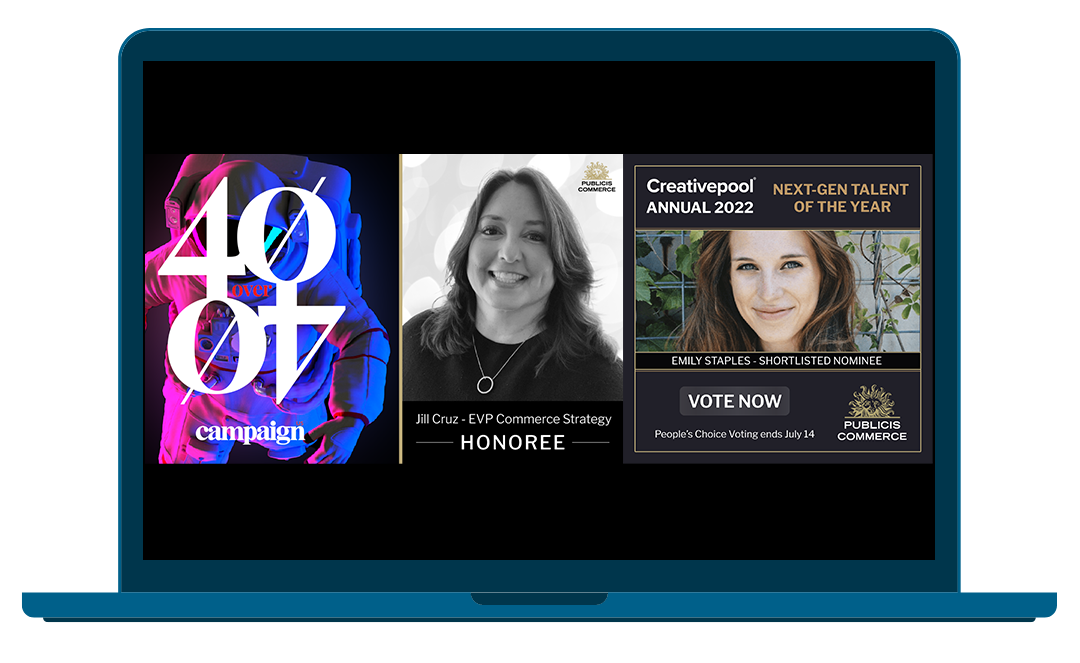 40
over
40
campaign
PUBLICIS
COMMERCE
Jill Cruz - EVP Commerce Strategy
HONOREE
Creativepool®
ANNUAL 2022
NEXT-GEN TALENT
OF THE YEAR
EMILY STAPLES - SHORTLISTED NOMINEE
VOTE NOW
People's Choice Voting ends July 14
PUBLICIS
COMMERCE